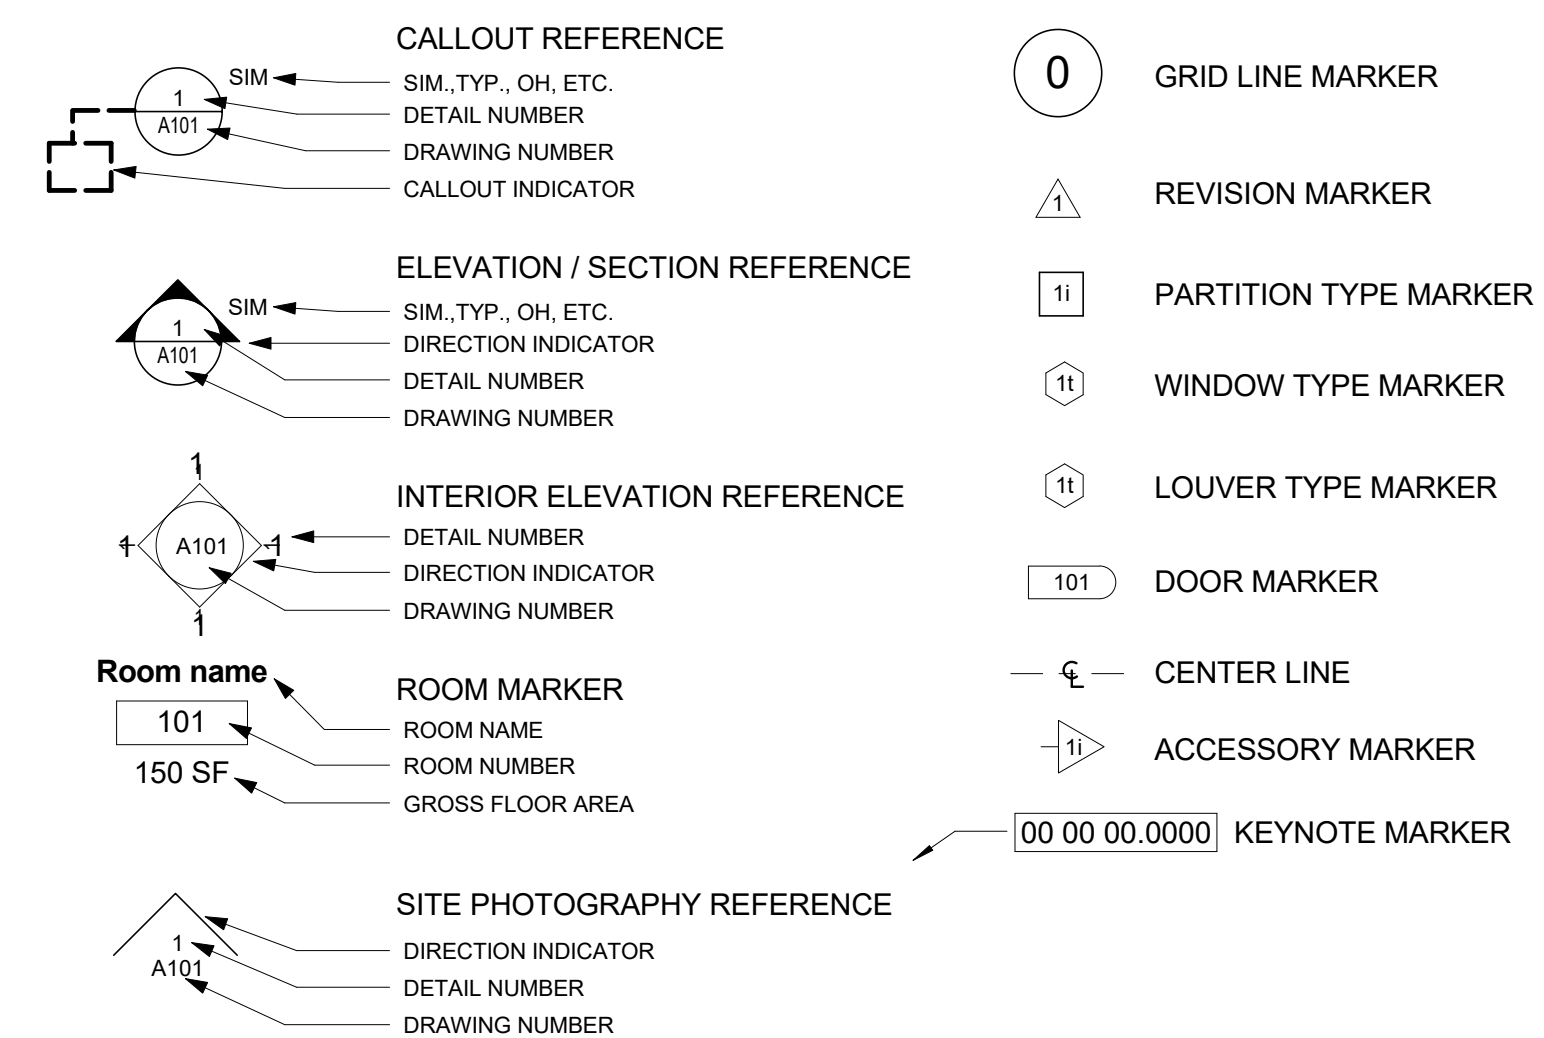 CALLOUT REFERENCE
SIM
SIM.,TYP., OH, ETC.
1
DETAIL NUMBER
A101
DRAWING NUMBER
CALLOUT INDICATOR
ELEVATION / SECTION REFERENCE
SIM
SIM.,TYP., OH, ETC.
1
DIRECTION INDICATOR
A101
DETAIL NUMBER
DRAWING NUMBER
1
INTERIOR ELEVATION REFERENCE
DETAIL NUMBER
1
A101
1
DIRECTION INDICATOR
DRAWING NUMBER
1
Room name
ROOM MARKER
101
ROOM NAME
ROOM NUMBER
150 SF
GROSS FLOOR AREA
SITE PHOTOGRAPHY REFERENCE
1
DIRECTION INDICATOR
A101
DETAIL NUMBER
DRAWING NUMBER
0
GRID LINE MARKER
1
REVISION MARKER
1i
PARTITION TYPE MARKER
1t
WINDOW TYPE MARKER
1t
LOUVER TYPE MARKER
101
DOOR MARKER
℄
CENTER LINE
1i
ACCESSORY MARKER
00 00 00.0000
KEYNOTE MARKER